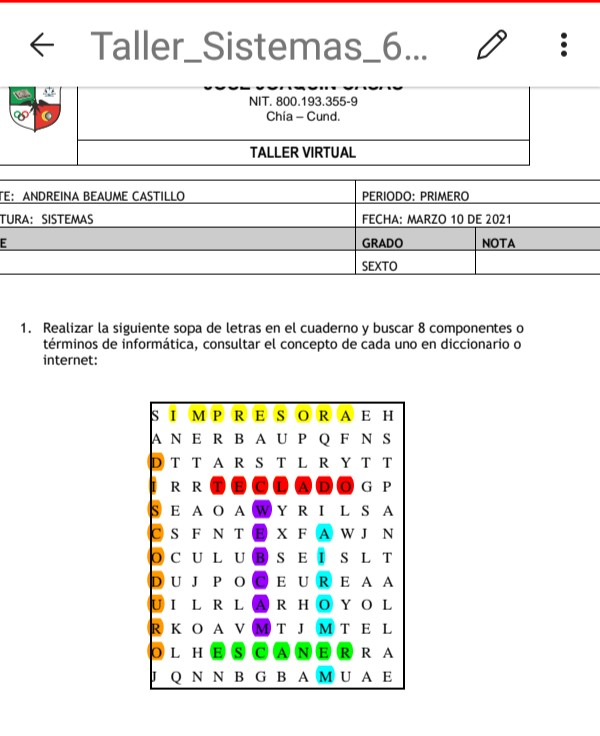 Taller_Sistemas_6...
NIT. 800.193.355-9
Chía – Cund.
TALLER VIRTUAL
TE: ANDREINA BEAUME CASTILLO PERIODO: PRIMERO
TURA: SISTEMAS FECHA: MARZO 10 DE 2021
E GRADO NOTA
SEXTO
1. Realizar la siguiente sopa de letras en el cuaderno y buscar 8 componentes o
términos de informática, consultar el concepto de cada uno en diccionario o
internet:
S I M P R E S O R A E H
A N E R B A U P Q F N S
D T T A R S T L R Y T T
I R R T E C L A D O G P
S E A O A W Y R I L S A
C S F N T E X F A W J N
O C U L U B S E I S L T
D U J P O C E U R E A A
U I L R L A R H O Y O L
R K O A V M T J M T E L
O L H E S C A N E R R A
J Q N N B G B A M U A E